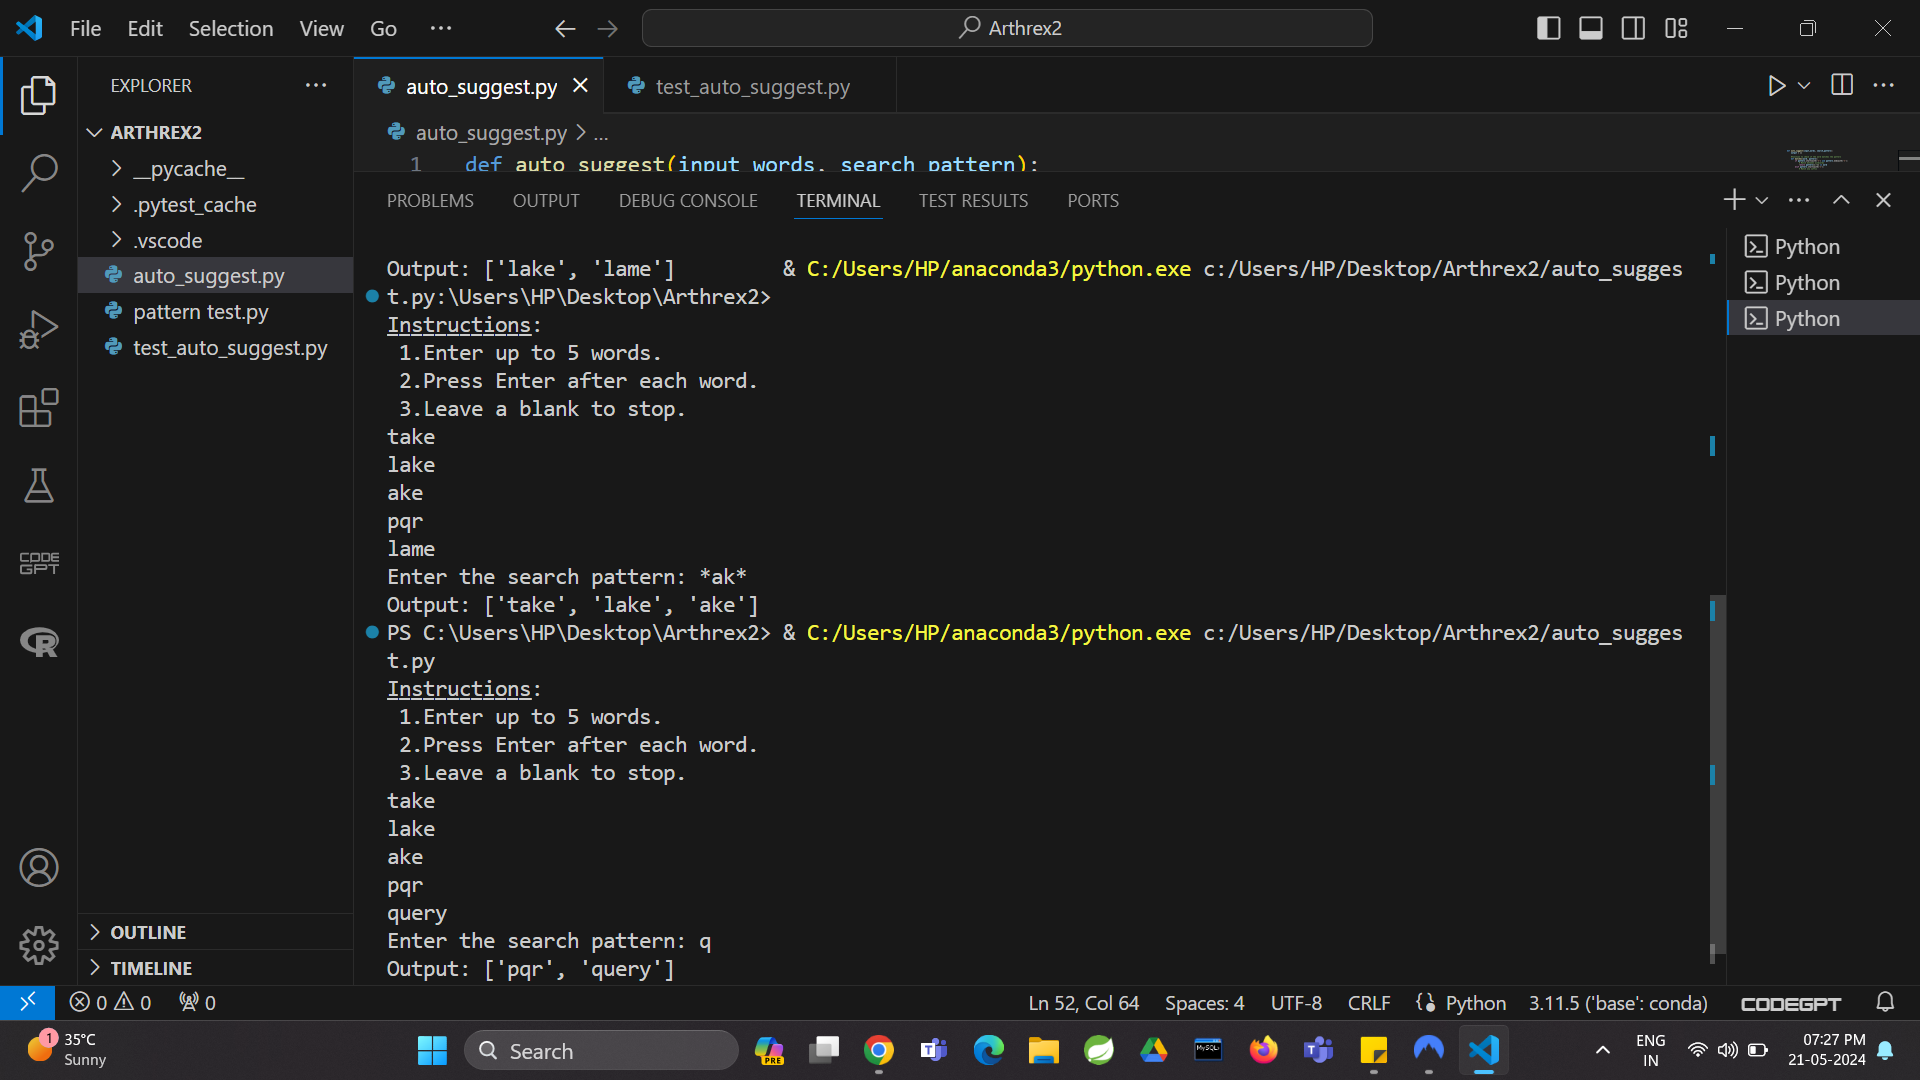 File Edit Selection View Go ... Arthrex2
EXPLORER ...
ARTHREX2
__pycache__
.pytest_cache
.vscode
auto_suggest.py
pattern test.py
test_auto_suggest.py
OUTLINE
TIMELINE
auto_suggest.py test_auto_suggest.py
auto_suggest.py > ...
1 def auto_suggest(input_words, search_pattern):
PROBLEMS OUTPUT DEBUG CONSOLE TERMINAL TEST RESULTS PORTS
Output: ['lake', 'lame'] & C:/Users/HP/anaconda3/python.exe c:/Users/HP/Desktop/Arthrex2/auto_sugges
t.py:\Users\HP\Desktop\Arthrex2>
Instructions:
1.Enter up to 5 words.
2.Press Enter after each word.
3.Leave a blank to stop.
take
lake
ake
pqr
lame
Enter the search pattern: *ak*
Output: ['take', 'lake', 'ake']
PS C:\Users\HP\Desktop\Arthrex2> & C:/Users/HP/anaconda3/python.exe c:/Users/HP/Desktop/Arthrex2/auto_sugges
t.py
Instructions:
1.Enter up to 5 words.
2.Press Enter after each word.
3.Leave a blank to stop.
take
lake
ake
pqr
query
Enter the search pattern: q
Output: ['pqr', 'query']
Python
Python
Python
CODE
GPT
R
0 0 0 Ln 52, Col 64 Spaces: 4 UTF-8 CRLF Python 3.11.5 ('base': conda) CODEGPT
1
35°C
Sunny
Search
PRE
MySQL
ENG
IN
07:27 PM
21-05-2024